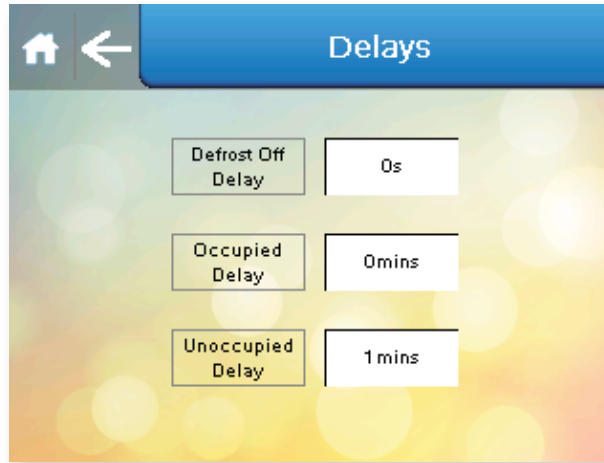 Delays
Defrost Off
Delay
0s
Occupied
Delay
0mins
Unoccupied
Delay
1mins